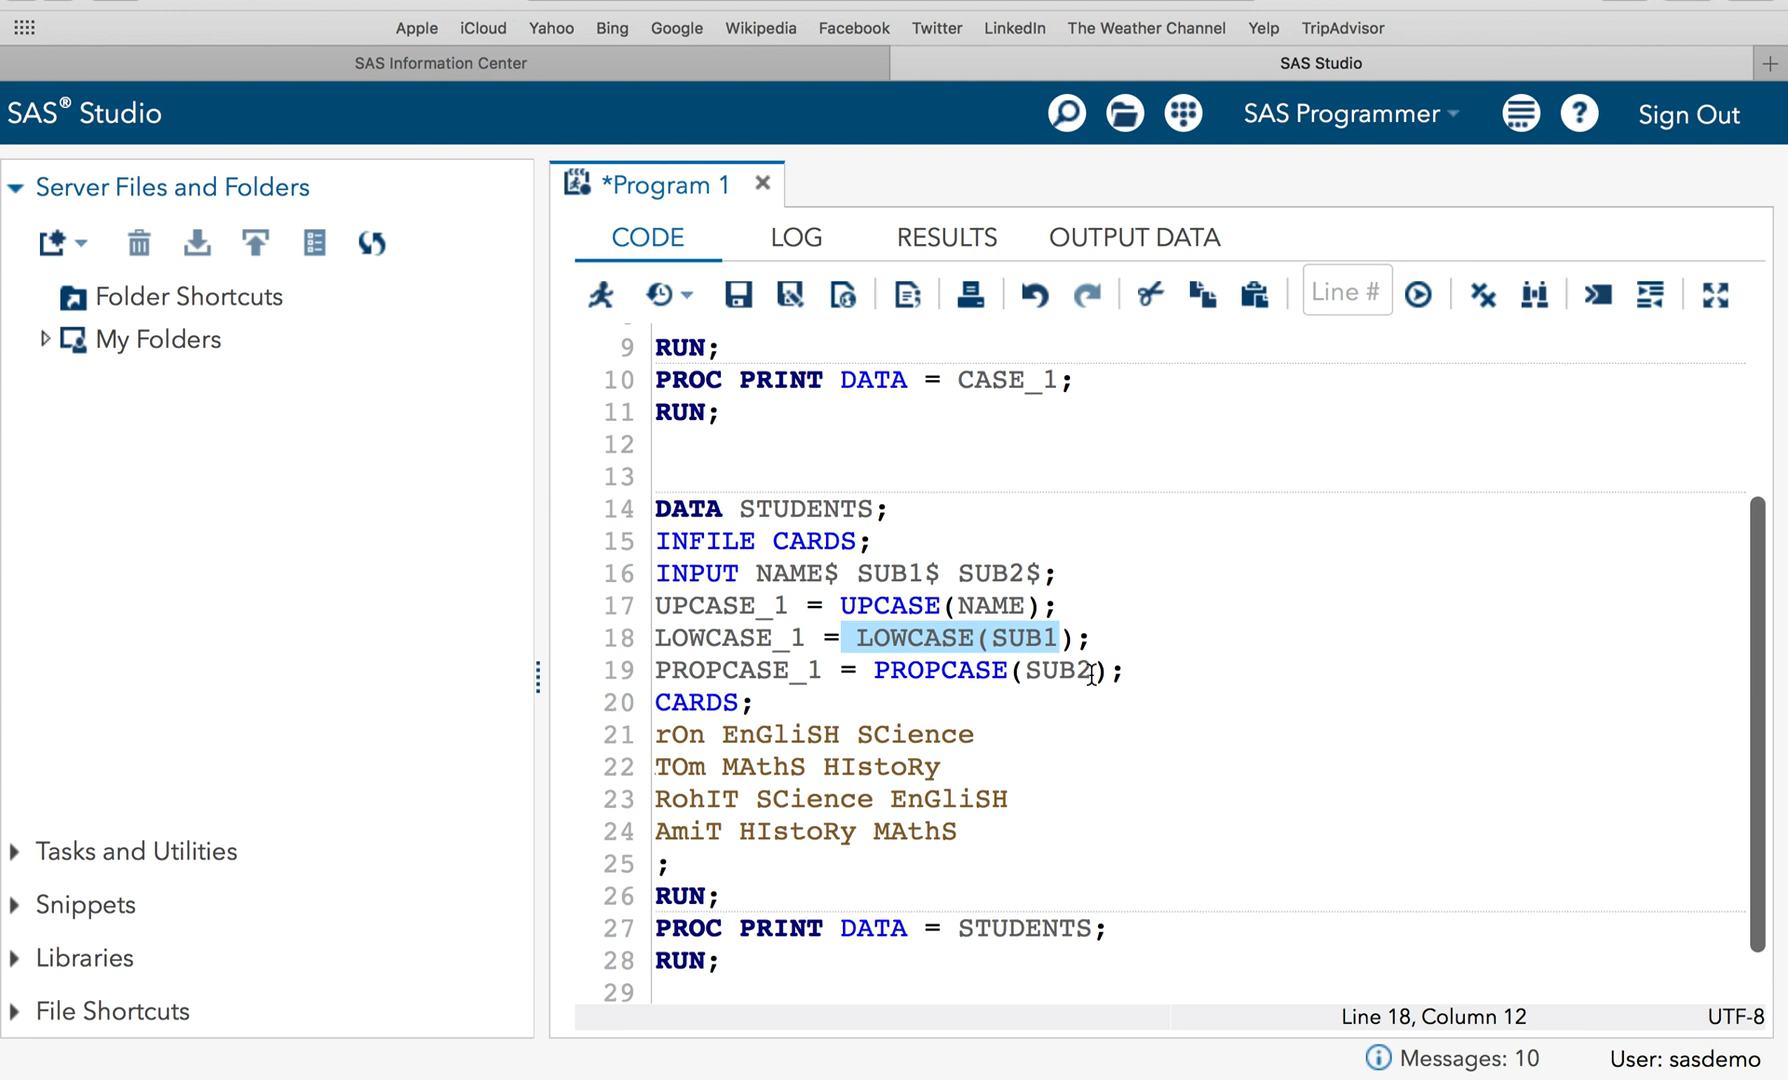 Apple iCloud Yahoo Bing Google Wikipedia Facebook Twitter LinkedIn The Weather Channel Yelp TripAdvisor
SAS Information Center SAS Studio +
SAS® Studio SAS Programmer ? Sign Out
Server Files and Folders
Folder Shortcuts
My Folders
Tasks and Utilities
Snippets
Libraries
File Shortcuts
*Program 1
CODE LOG RESULTS OUTPUT DATA
Line #
9 RUN;
10 PROC PRINT DATA = CASE_1;
11 RUN;
12
13
14 DATA STUDENTS;
15 INFILE CARDS;
16 INPUT NAME$ SUB1$ SUB2$;
17 UPCASE_1 = UPCASE(NAME);
18 LOWCASE_1 = LOWCASE(SUB1);
19 PROPCASE_1 = PROPCASE(SUB2);
20 CARDS;
21 rOn EnGliSH SCience
22 TOm MAthS HIstoRy
23 RohIT SCience EnGliSH
24 AmiT HIstoRy MAthS
25 ;
26 RUN;
27 PROC PRINT DATA = STUDENTS;
28 RUN;
29
Line 18, Column 12 UTF-8
Messages: 10 User: sasdemo